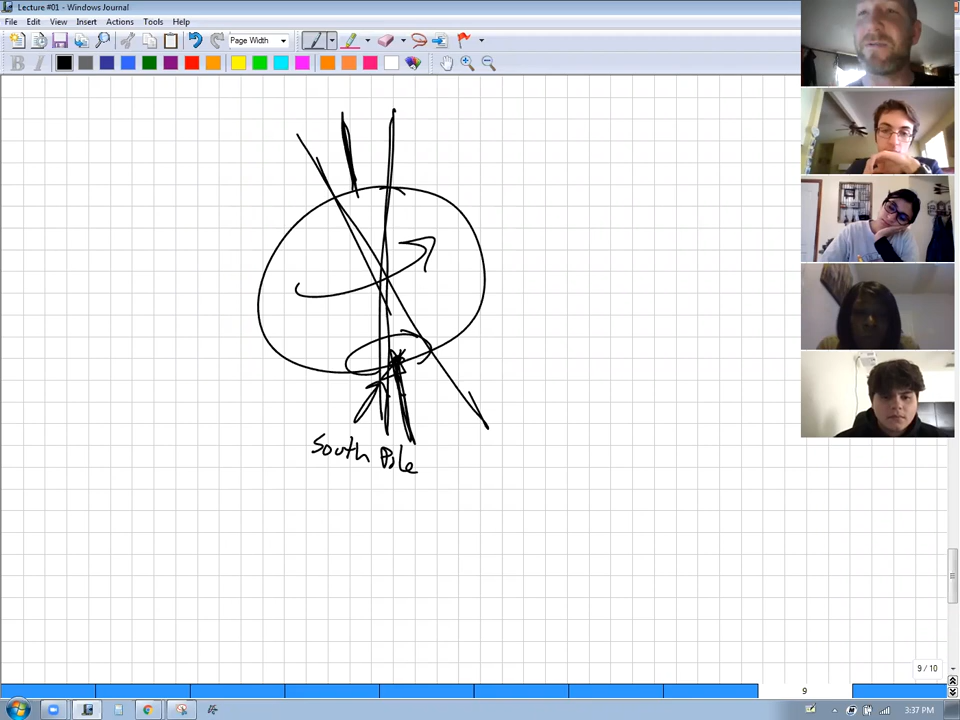 Lecture #01 - Windows Journal
File Edit View Insert Actions Tools Help
Page Width
B I
South Pole
9 / 10
9
3:37 PM